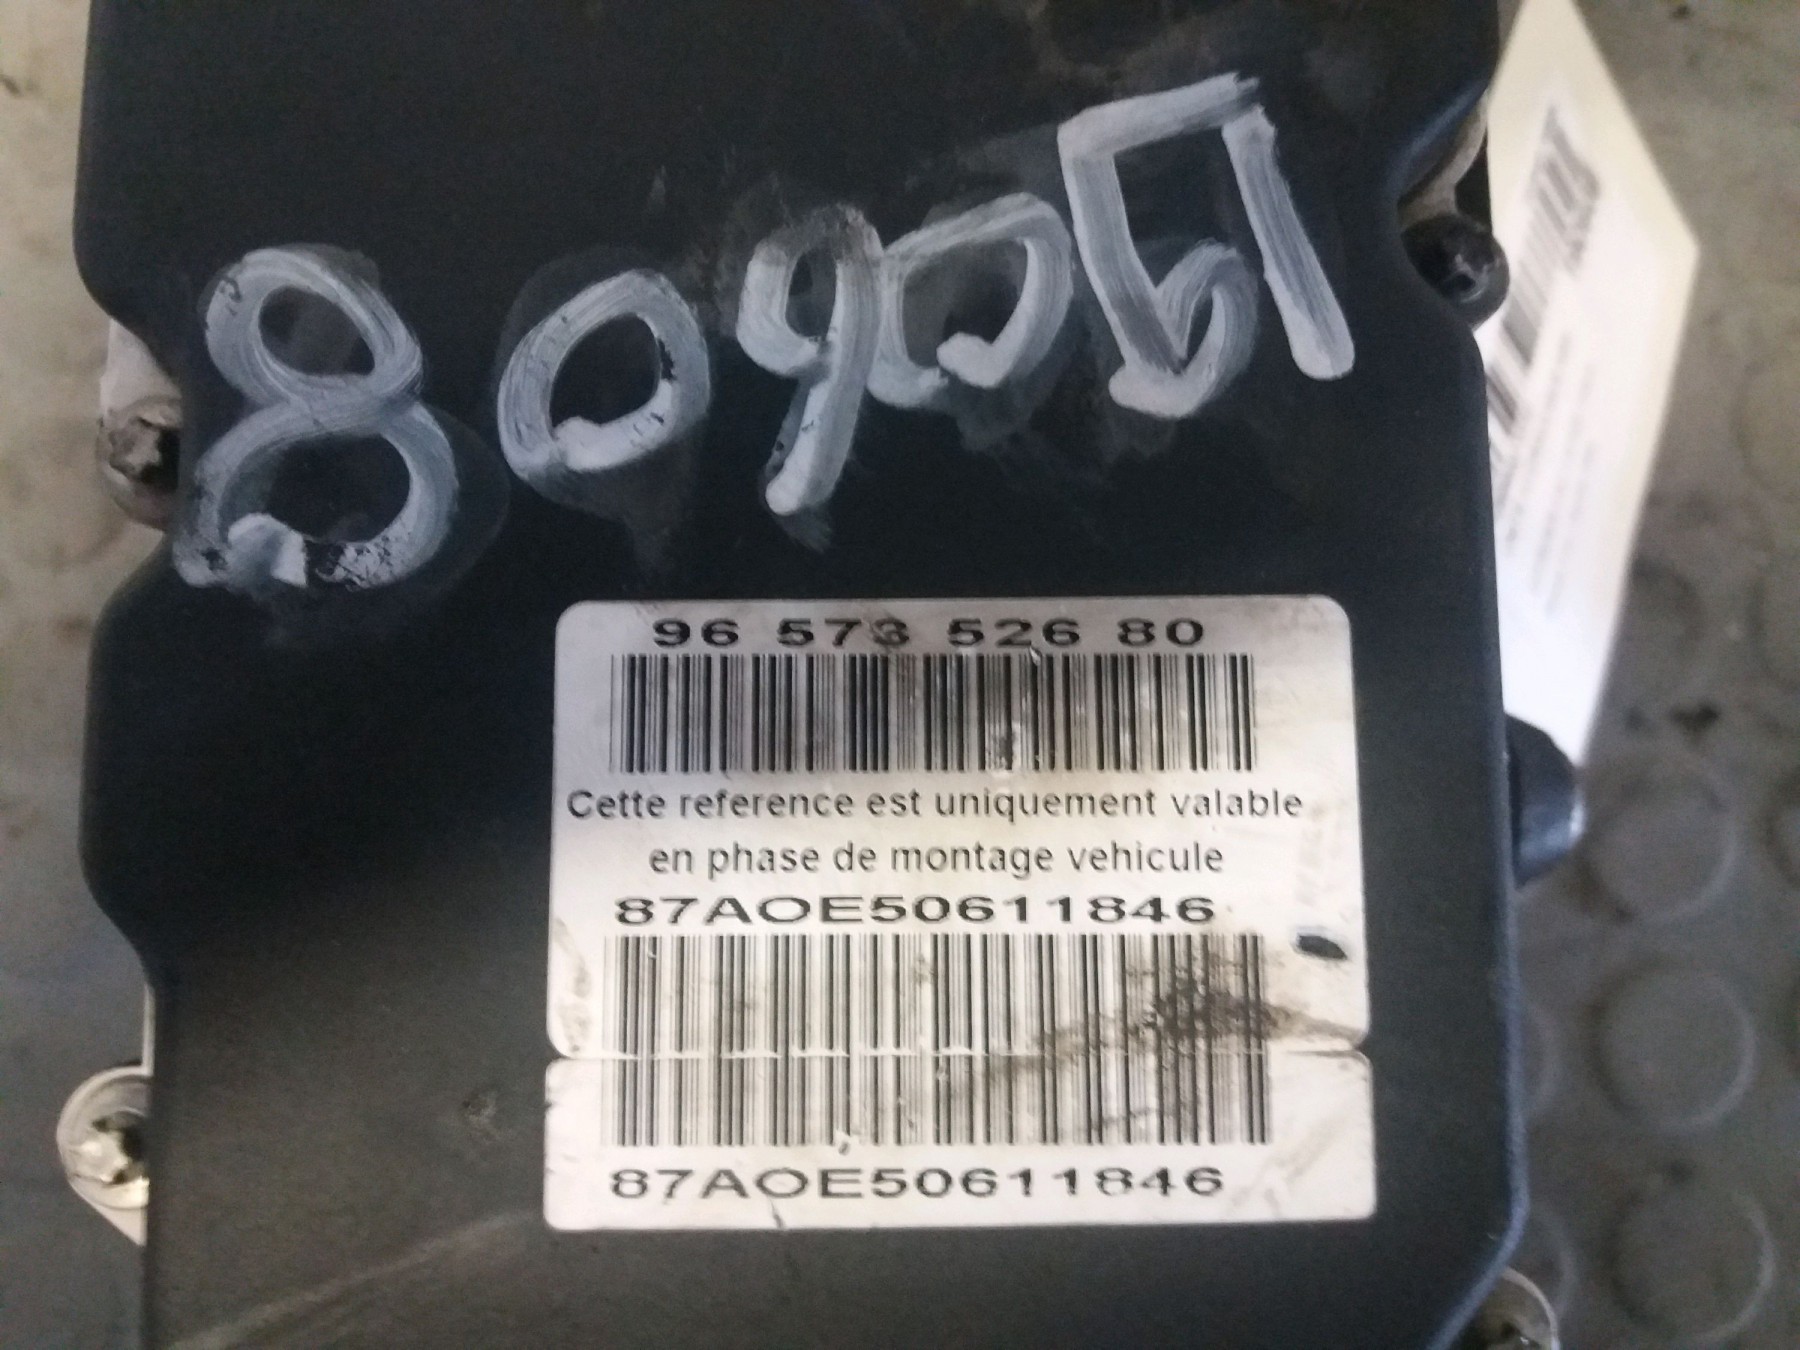 809051
96 573 526 80
Cette reference est uniquement valable
en phase de montage vehicule
87AOE50611846
87AOE50611846